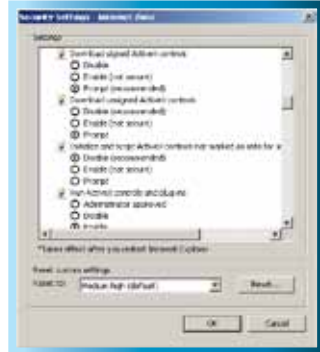 Security Settings - Internet Zone
Settings
Download signed ActiveX controls
Disable
Enable (not secure)
Prompt (recommended)
Download unsigned ActiveX controls
Disable
Enable (not secure)
Prompt
Initialize and script ActiveX controls not marked as safe for s
Disable (recommended)
Enable (not secure)
Prompt
Run ActiveX controls and plug-ins
Administrator approved
Disable
Enable
*Takes effect after you restart Internet Explorer
Reset custom settings
Reset to:
Medium-high (default)
Reset...
OK
Cancel